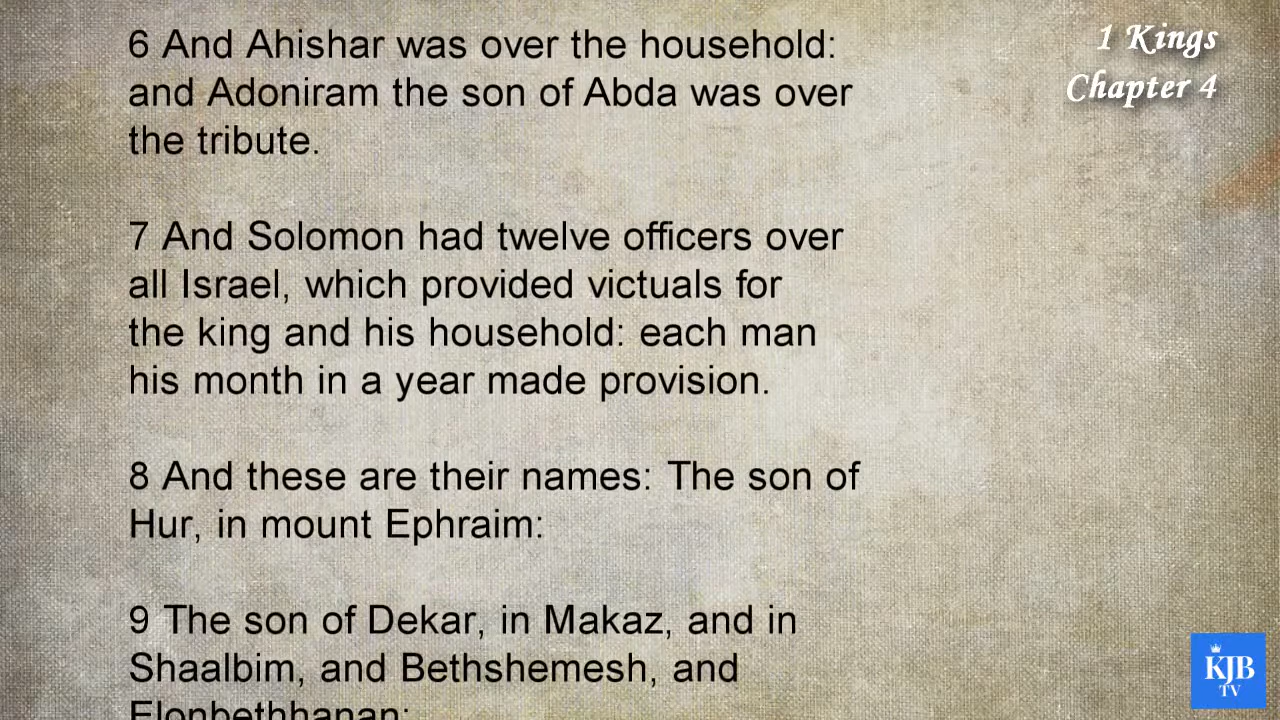 1 Kings
Chapter 4
6 And Ahishar was over the household:
and Adoniram the son of Abda was over
the tribute.
7 And Solomon had twelve officers over
all Israel, which provided victuals for
the king and his household: each man
his month in a year made provision.
8 And these are their names: The son of
Hur, in mount Ephraim:
9 The son of Dekar, in Makaz, and in
Shaalbim, and Bethshemesh, and
Elonbethhanan:
KJB
TV